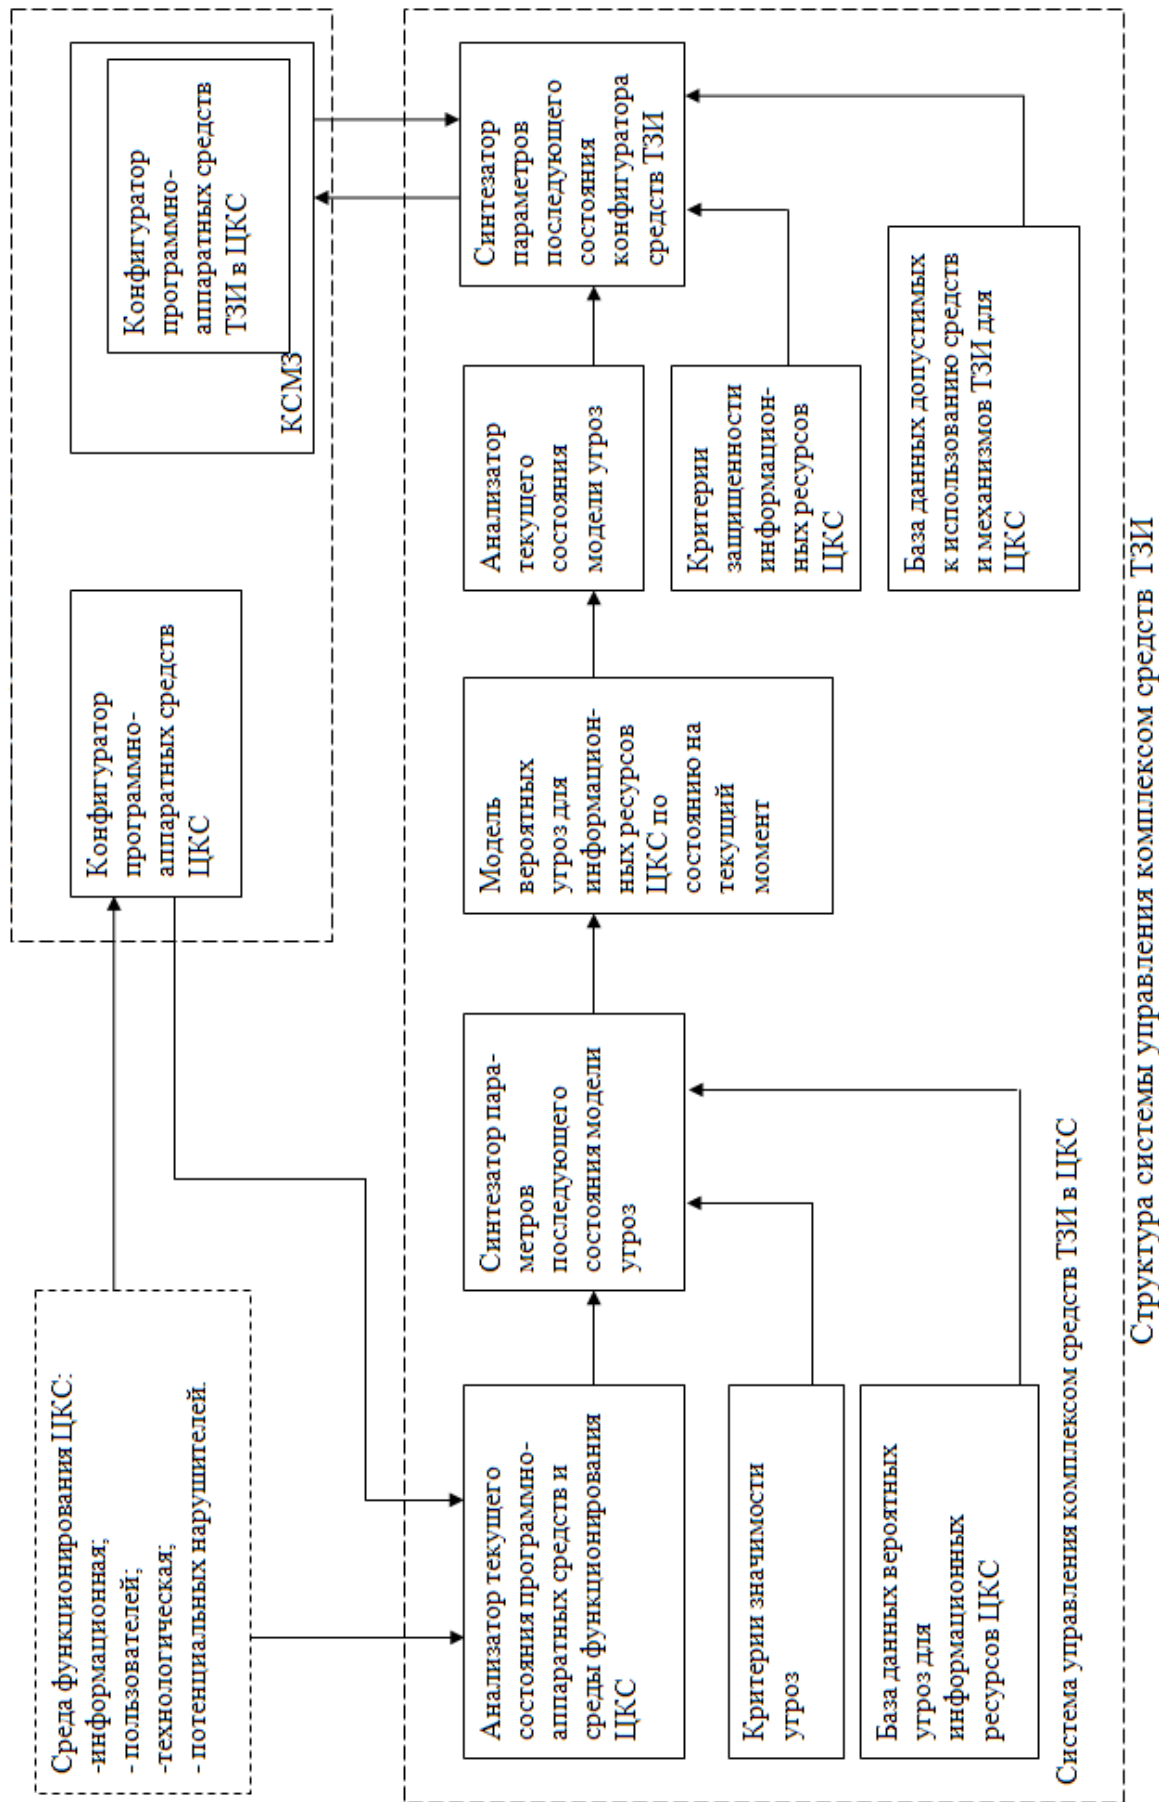 Среда функционирования ЦКС:
-информационная;
- пользователей;
-технологическая;
- потенциальных нарушителей.
Конфигуратор
программно-
аппаратных средств
ЦКС
Конфигуратор
программно-
аппаратных средств
ТЗИ в ЦКС
КСМЗ
Анализатор текущего
состояния программно-
аппаратных средств и
среды функционирования
ЦКС
Синтезатор пара-
метров
последующего
состояния модели
угроз
Модель
вероятных
угроз для
информацион-
ных ресурсов
ЦКС по
состоянию на
текущий
момент
Анализатор
текущего
состояния
модели угроз
Синтезатор
параметров
последующего
состояния
конфигуратора
средств ТЗИ
Критерии значимости
угроз
Критерии
защищенности
информацион-
ных ресурсов
ЦКС
База данных вероятных
угроз для
информационных
ресурсов ЦКС
База данных допустимых
к использованию средств
и механизмов ТЗИ для
ЦКС
Система управления комплексом средств ТЗИ в ЦКС
Структура системы управления комплексом средств ТЗИ